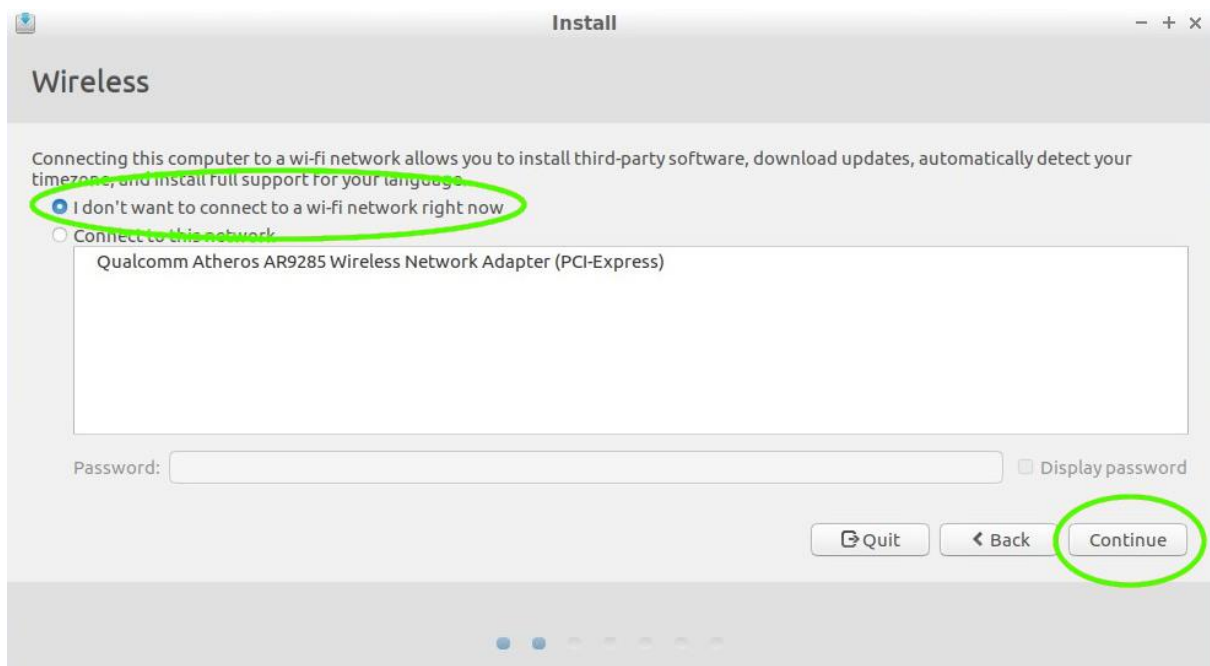 Install
Wireless
Connecting this computer to a wi-fi network allows you to install third-party software, download updates, automatically detect your
timezone, and install full support for your language.
I don't want to connect to a wi-fi network right now
Connect to this network
Qualcomm Atheros AR9285 Wireless Network Adapter (PCI-Express)
Password:
Display password
Quit
Back
Continue